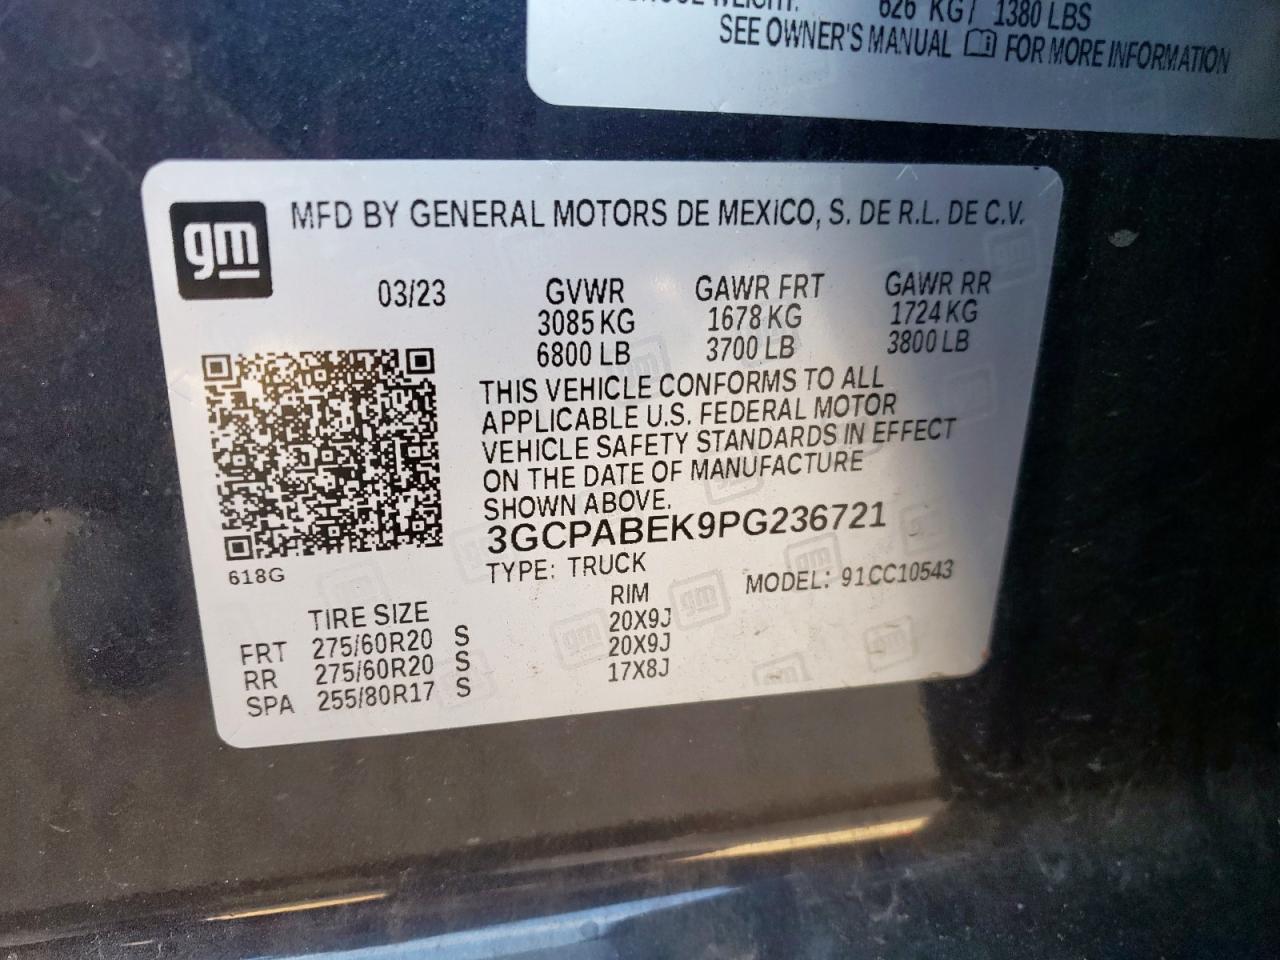 626 KG / 1380 LBS
SEE OWNER'S MANUAL FOR MORE INFORMATION
gm
MFD BY GENERAL MOTORS DE MEXICO, S. DE R.L. DE C.V.
03/23 GVWR GAWR FRT GAWR RR
3085 KG 1678 KG 1724 KG
6800 LB 3700 LB 3800 LB
THIS VEHICLE CONFORMS TO ALL
APPLICABLE U.S. FEDERAL MOTOR
VEHICLE SAFETY STANDARDS IN EFFECT
ON THE DATE OF MANUFACTURE
SHOWN ABOVE.
3GCPABEK9PG236721
618G
TYPE: TRUCK MODEL: 91CC10543
TIRE SIZE RIM
FRT 275/60R20 S 20X9J
RR 275/60R20 S 20X9J
SPA 255/80R17 S 17X8J